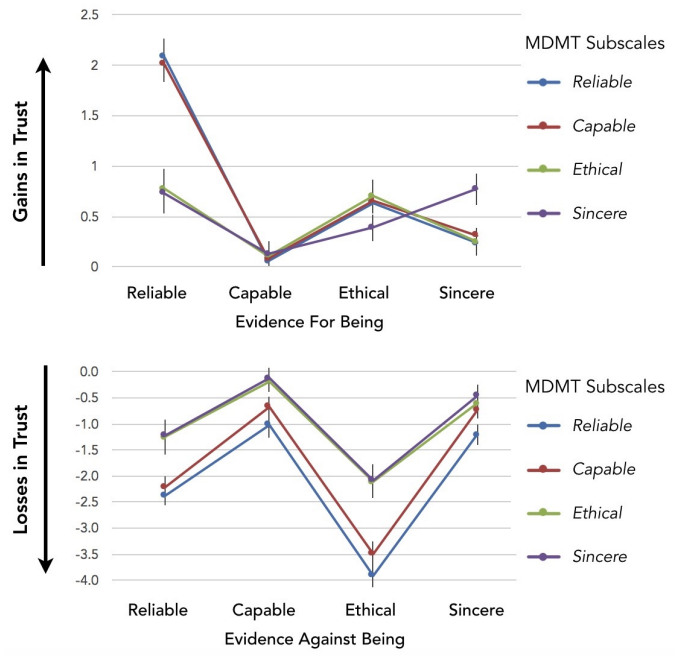 2.5
MDMT Subscales
2
Reliable
1.5
Capable
Gains in Trust
1
Ethical
0.5
Sincere
0
Reliable Capable Ethical Sincere
Evidence For Being
0.0
MDMT Subscales
-0.5
Reliable
-1.0
-1.5
Capable
Losses in Trust
-2.0
-2.5
Ethical
-3.0
-3.5
Sincere
-4.0
Reliable Capable Ethical Sincere
Evidence Against Being